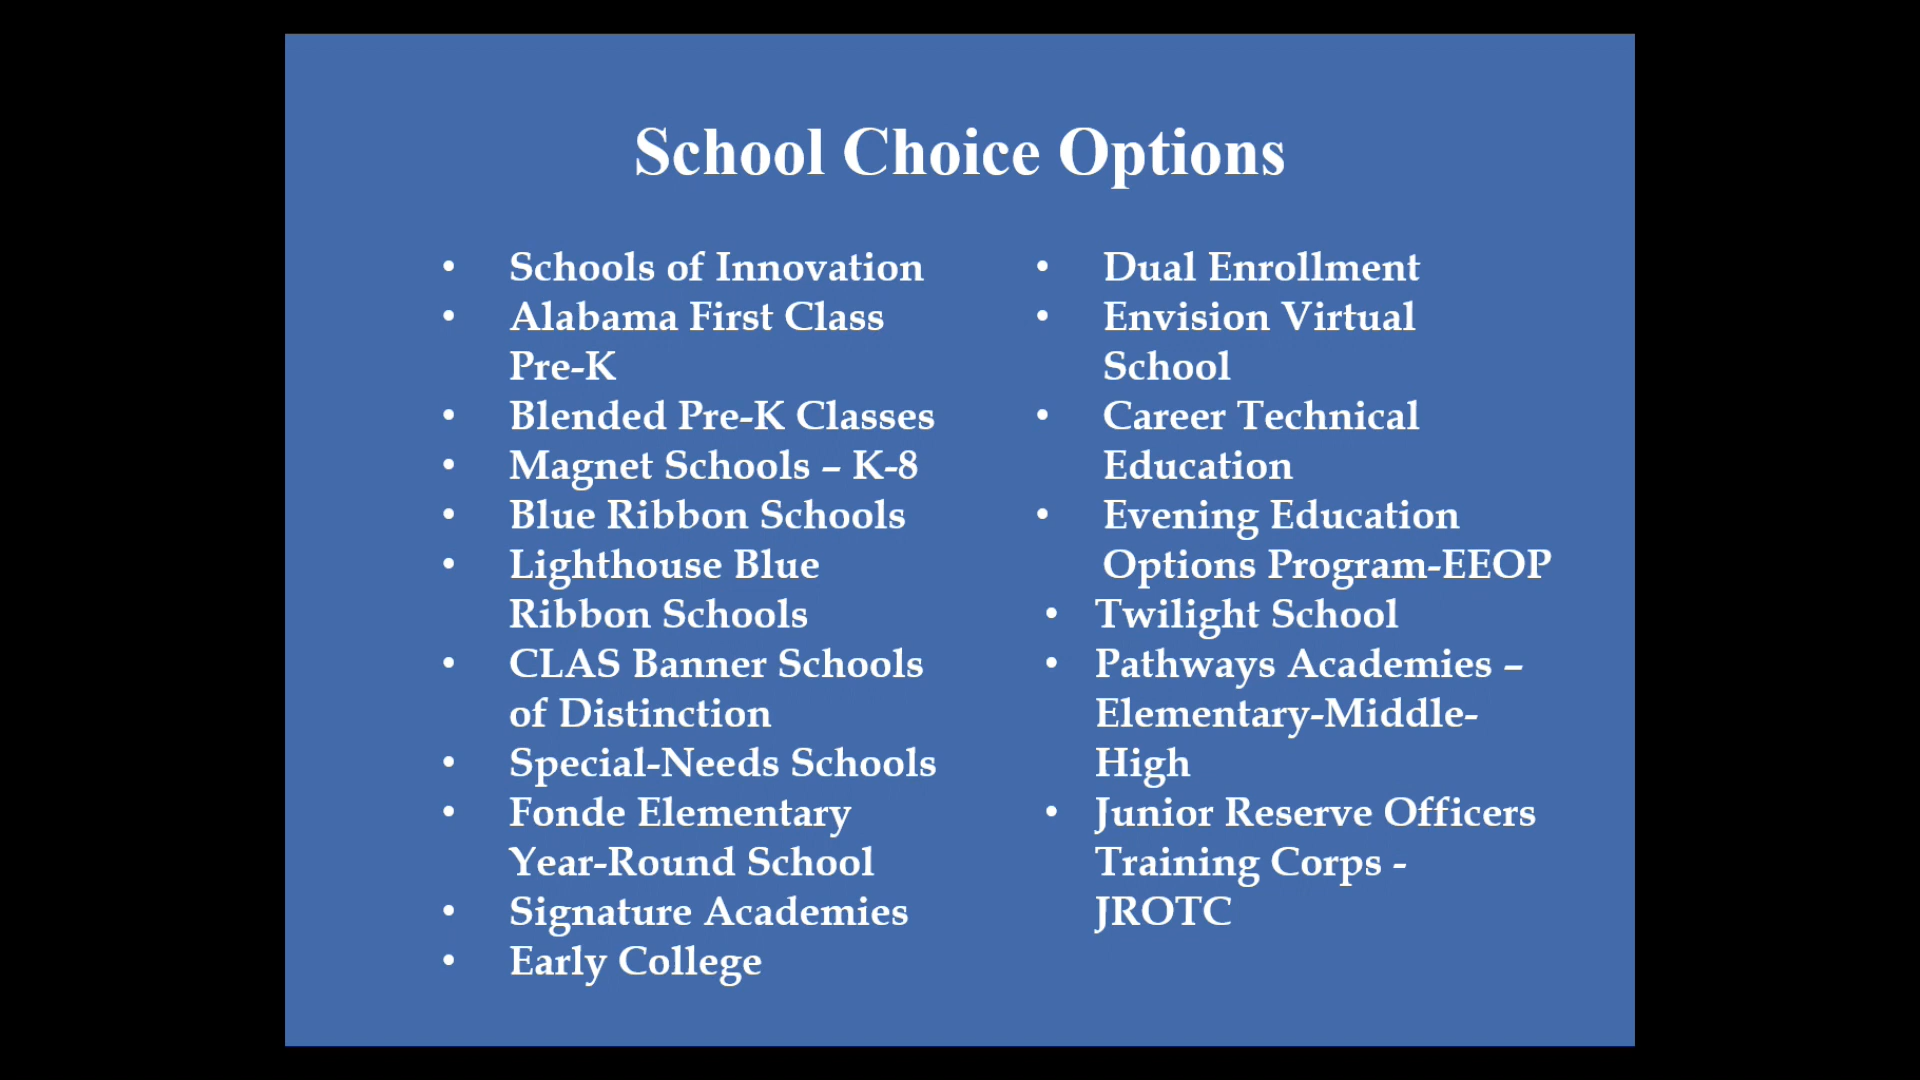 School Choice Options
• Schools of Innovation
• Alabama First Class
Pre-K
• Blended Pre-K Classes
• Magnet Schools – K-8
• Blue Ribbon Schools
• Lighthouse Blue
Ribbon Schools
• CLAS Banner Schools
of Distinction
• Special-Needs Schools
• Fonde Elementary
Year-Round School
• Signature Academies
• Early College
• Dual Enrollment
• Envision Virtual
School
• Career Technical
Education
• Evening Education
Options Program-EEOP
• Twilight School
• Pathways Academies –
Elementary-Middle-
High
• Junior Reserve Officers
Training Corps -
JROTC